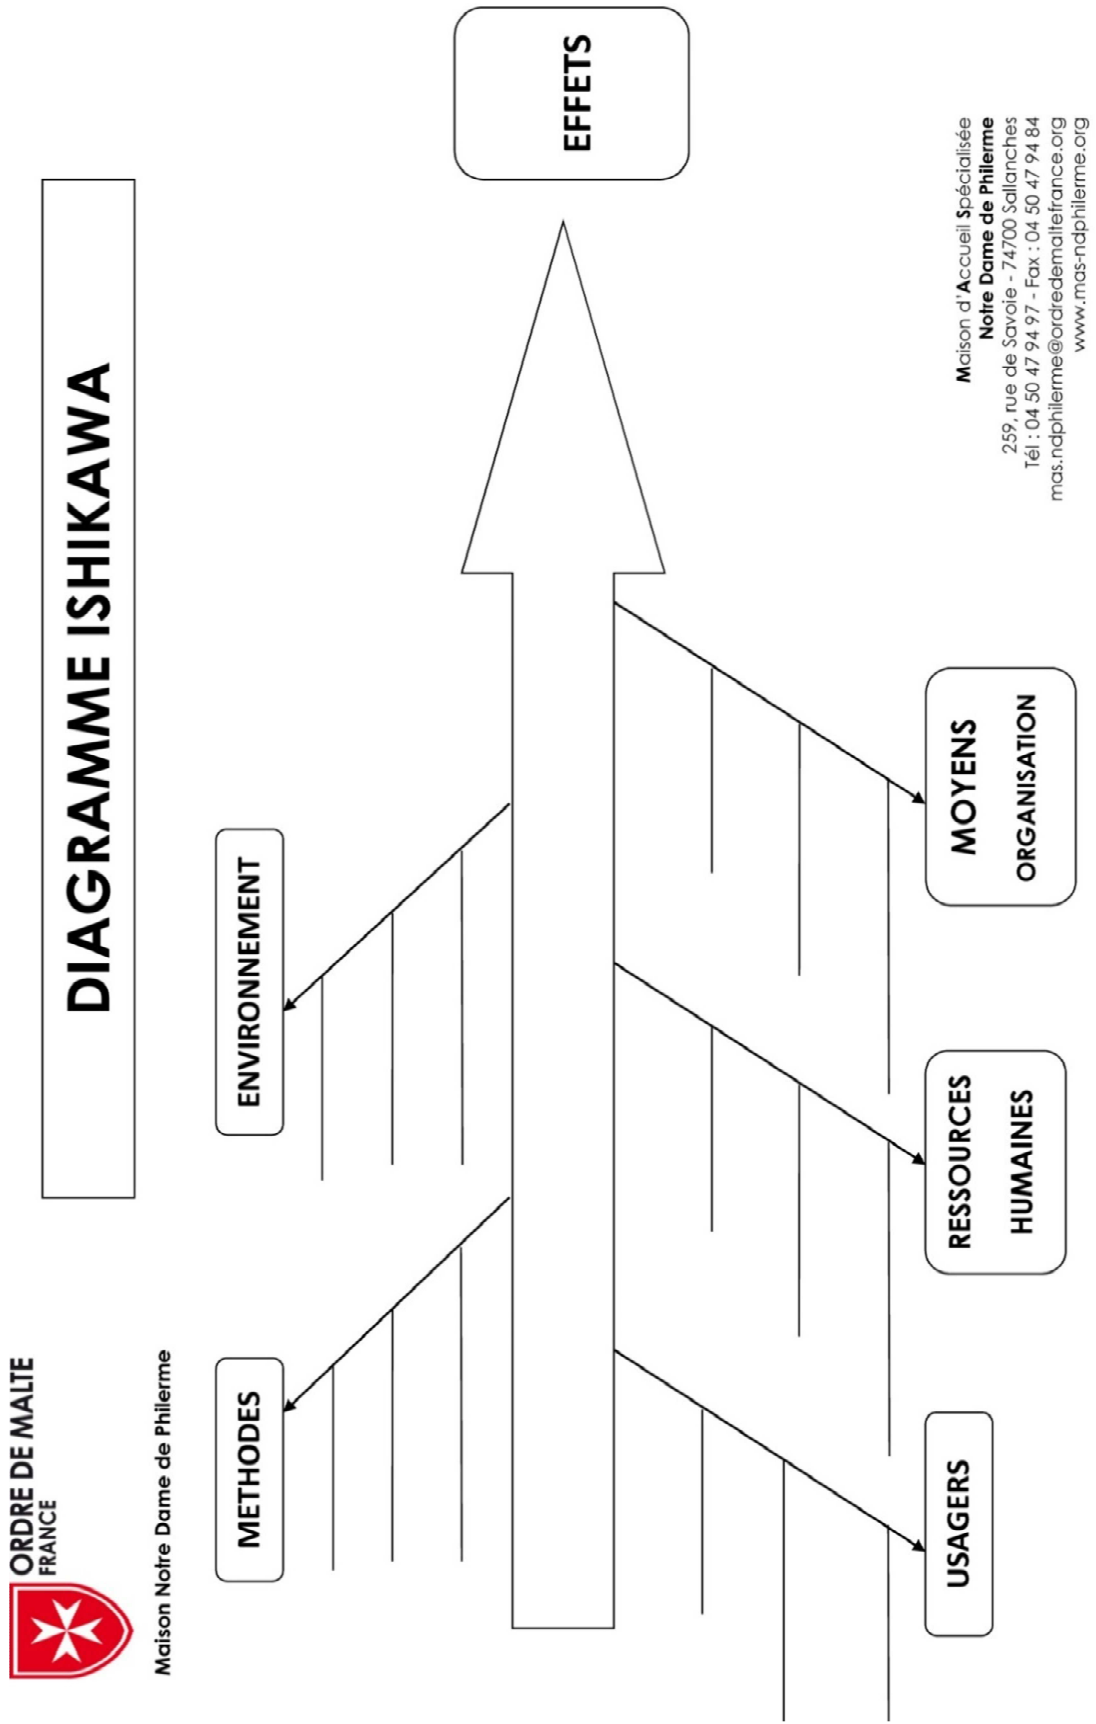 ORDRE DE MALTE
FRANCE
Maison Notre Dame de Philerme
DIAGRAMME ISHIKAWA
METHODES
ENVIRONNEMENT
EFFETS
USAGERS
RESSOURCES
HUMAINES
MOYENS
ORGANISATION
Maison d'Accueil Spécialisée
Notre Dame de Philerme
259, rue de Savoie - 74700 Sallanches
Tél : 04 50 47 94 97 - Fax : 04 50 47 94 84
mas.ndphilerme@ordredemaltefrance.org
www.mas-ndphilerme.org